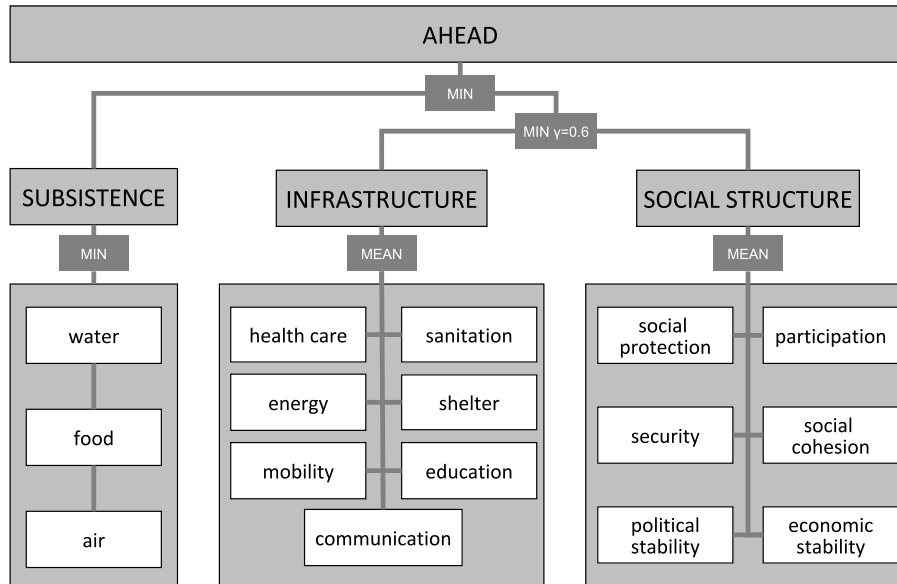 AHEAD
MIN
MIN γ=0.6
SUBSISTENCE
INFRASTRUCTURE
SOCIAL STRUCTURE
MIN
MEAN
MEAN
water
food
air
health care
sanitation
energy
shelter
mobility
education
communication
social
protection
participation
security
social
cohesion
political
stability
economic
stability